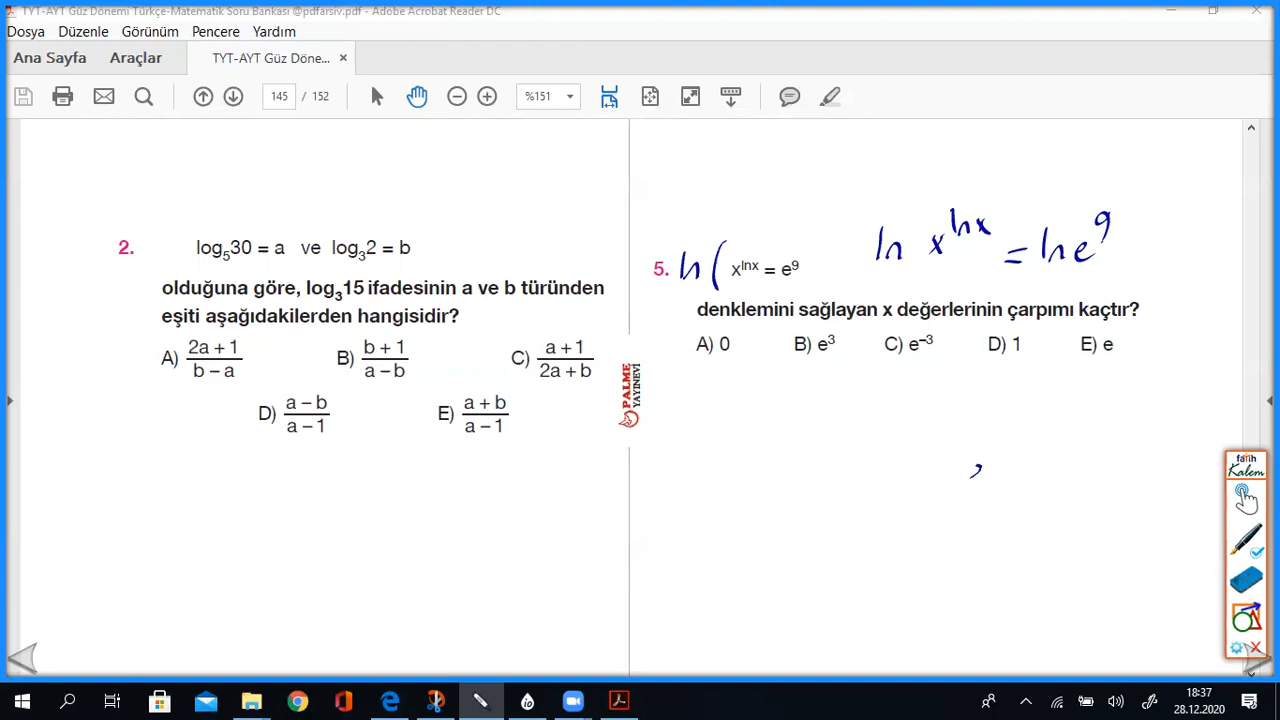 TYT-AYT Güz Dönemi Türkçe-Matematik Soru Bankası @pdfarsiv.pdf - Adobe Acrobat Reader DC
Dosya Düzenle Görünüm Pencere Yardım
Ana Sayfa Araçlar TYT-AYT Güz Döne... ×
145 / 152 %151
2. log₅30 = a ve log₃2 = b
olduğuna göre, log₃15 ifadesinin a ve b türünden
eşiti aşağıdakilerden hangisidir?
A) (2a + 1)/(b – a) B) (b + 1)/(a – b) C) (a + 1)/(2a + b)
D) (a – b)/(a – 1) E) (a + b)/(a – 1)
PALME
YAYINEVİ
ln x^lnx = ln e^9
5. ln ( x^lnx = e^9
denklemini sağlayan x değerlerinin çarpımı kaçtır?
A) 0 B) e^3 C) e^–3 D) 1 E) e
,
fatih
Kalem
18:37
28.12.2020